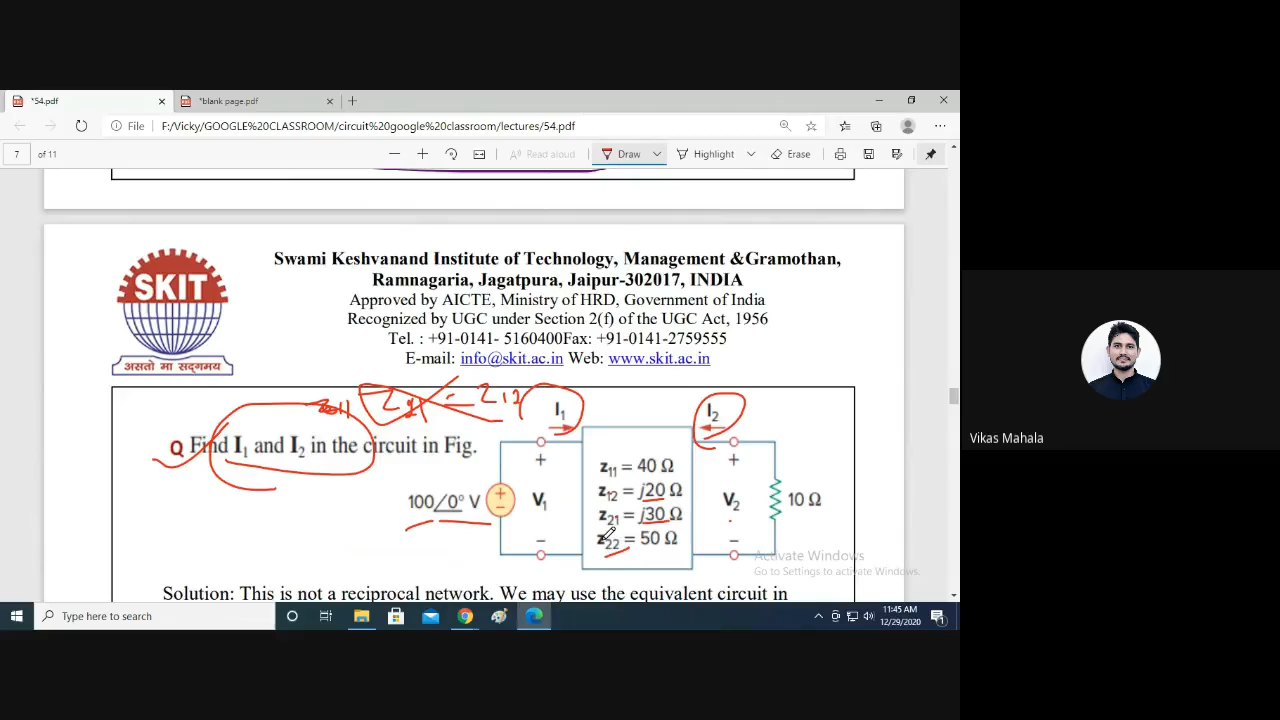 *54.pdf
*blank page.pdf
File
F:/Vicky/GOOGLE%20CLASSROOM/circuit%20google%20classroom/lectures/54.pdf
7 of 11
Read aloud
Draw
Highlight
Erase
SKIT
असतो मा सद्गमय
Swami Keshvanand Institute of Technology, Management &Gramothan,
Ramnagaria, Jagatpura, Jaipur-302017, INDIA
Approved by AICTE, Ministry of HRD, Government of India
Recognized by UGC under Section 2(f) of the UGC Act, 1956
Tel. : +91-0141- 5160400Fax: +91-0141-2759555
E-mail: info@skit.ac.in Web: www.skit.ac.in
Z21 = Z12
I1
I2
Q Find I1 and I2 in the circuit in Fig.
+
+
z11 = 40 Ω
z12 = j20 Ω
100∠0° V
+
−
V1
V2
10 Ω
z21 = j30 Ω
z22 = 50 Ω
−
−
Solution: This is not a reciprocal network. We may use the equivalent circuit in
Activate Windows
Go to Settings to activate Windows.
Type here to search
11:45 AM
12/29/2020
1
Vikas Mahala